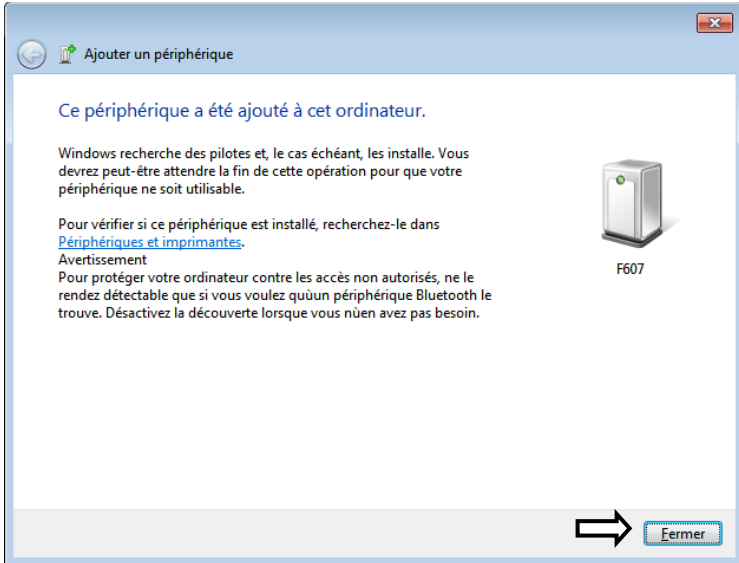 Ajouter un périphérique
Ce périphérique a été ajouté à cet ordinateur.
Windows recherche des pilotes et, le cas échéant, les installe. Vous
devrez peut-être attendre la fin de cette opération pour que votre
périphérique ne soit utilisable.
Pour vérifier si ce périphérique est installé, recherchez-le dans
Périphériques et imprimantes.
Avertissement
Pour protéger votre ordinateur contre les accès non autorisés, ne le
rendez détectable que si vous voulez quùun périphérique Bluetooth le
trouve. Désactivez la découverte lorsque vous nùen avez pas besoin.
F607
Fermer